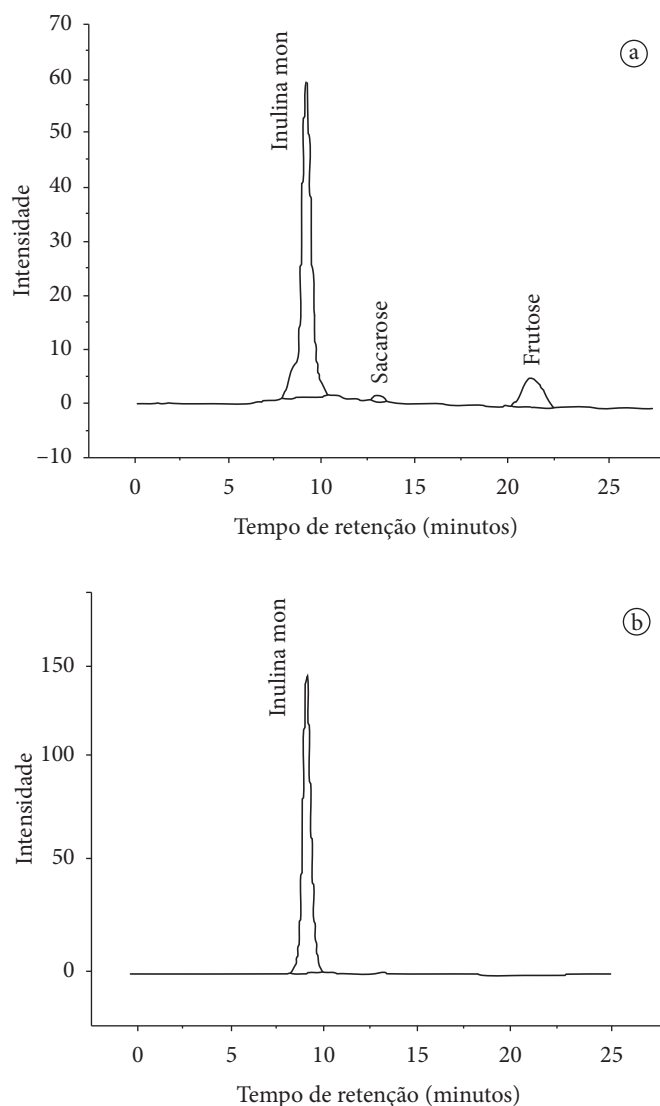 70
ⓐ
60
50
40
30
20
10
0
–10
Intensidade
Inulina mon
Sacarose
Frutose
0 5 10 15 20 25
Tempo de retenção (minutos)
ⓑ
150
100
50
0
Intensidade
Inulina mon
0 5 10 15 20 25
Tempo de retenção (minutos)